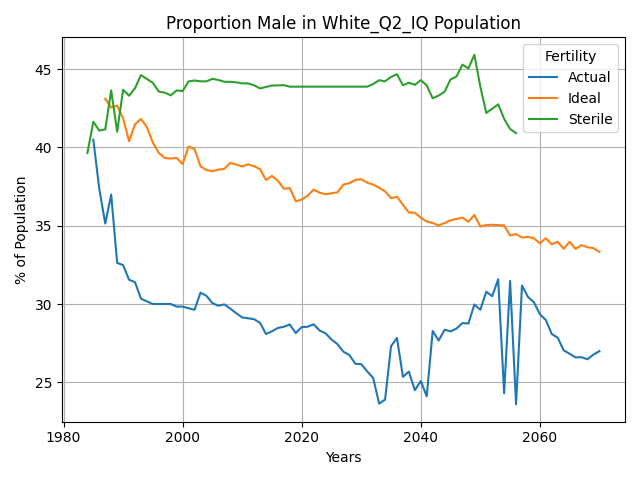 Proportion Male in White_Q2_IQ Population
% of Population
45
40
35
30
25
1980
2000
2020
2040
2060
Years
Fertility
Actual
Ideal
Sterile